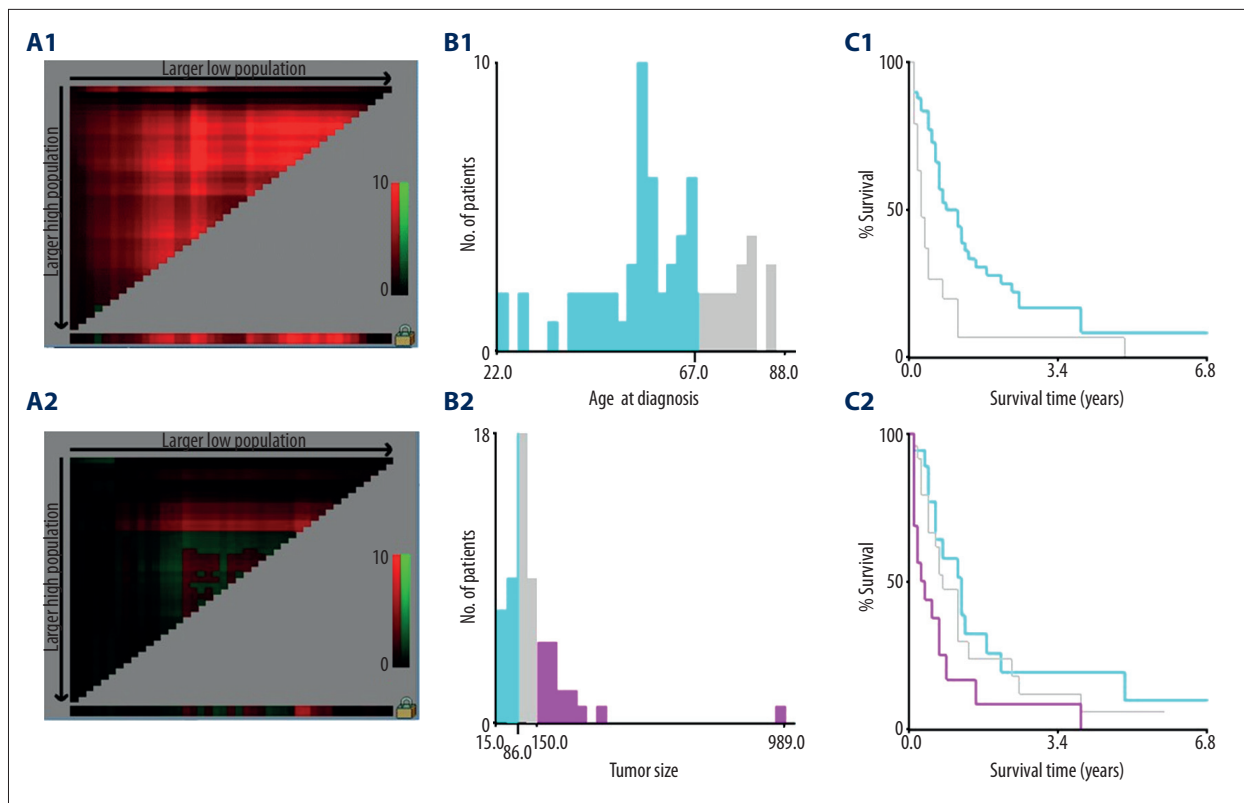 A1
Larger low population
Larger high population
10
0
B1
10
No. of patients
0
22.0
67.0
88.0
Age at diagnosis
C1
100
% Survival
50
0
0.0
3.4
6.8
Survival time (years)
A2
Larger low population
Larger high population
10
0
B2
18
No. of patients
9
0
15.0
86.0
150.0
989.0
Tumor size
C2
100
% Survival
50
0
0.0
3.4
6.8
Survival time (years)